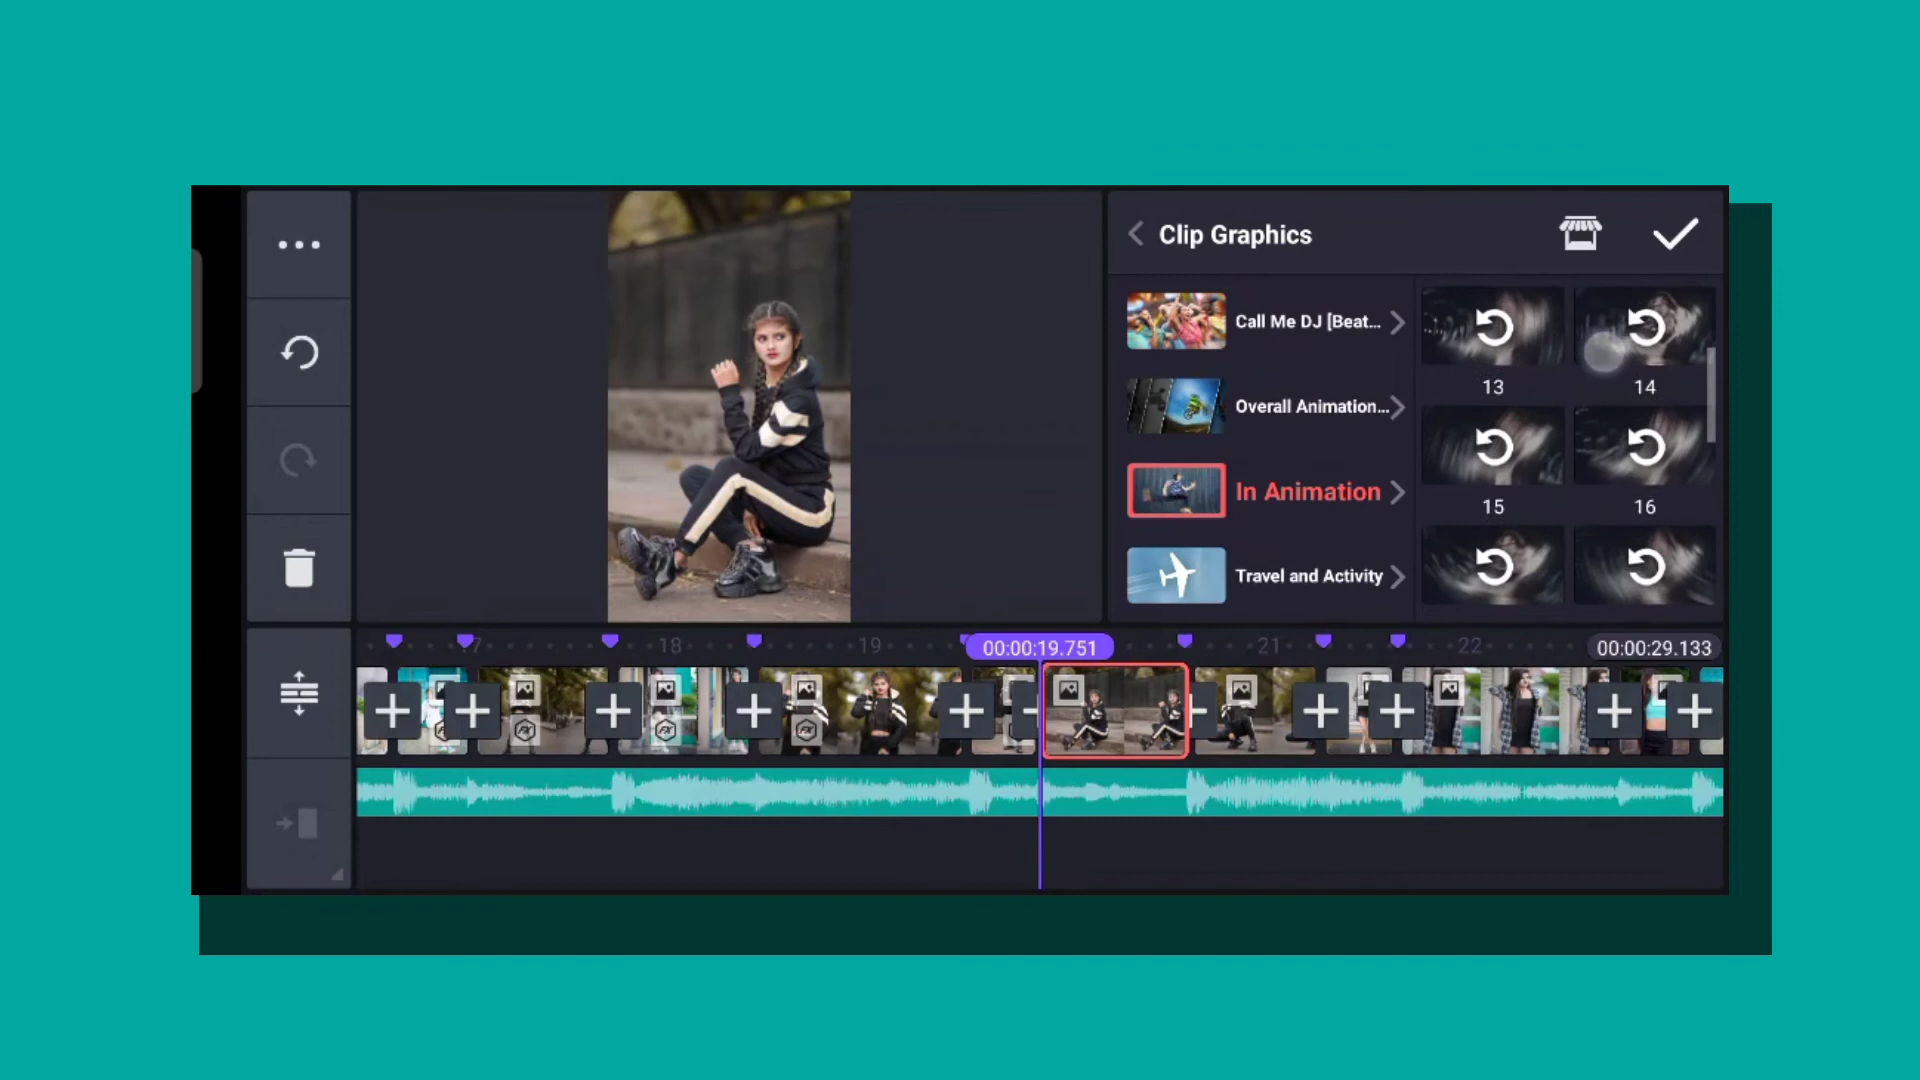 Clip Graphics
Call Me DJ [Beat...
Overall Animation...
In Animation
Travel and Activity
13
14
15
16
18
19
00:00:19.751
21
22
00:00:29.133